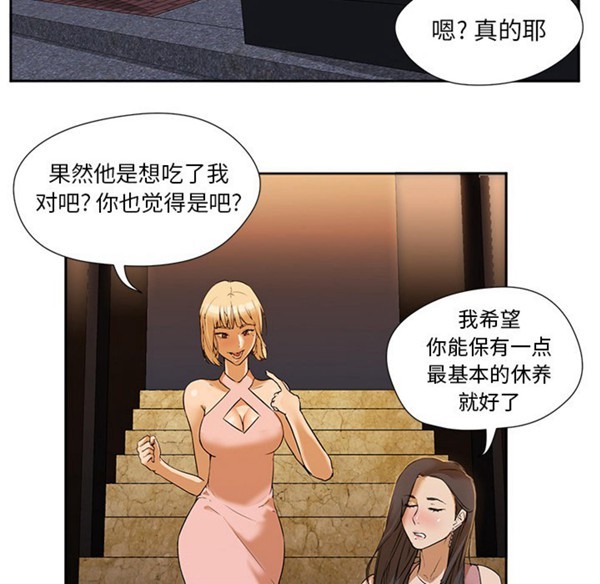 嗯? 真的耶
果然他是想吃了我
对吧? 你也觉得是吧?
我希望
你能保有一点
最基本的休养
就好了